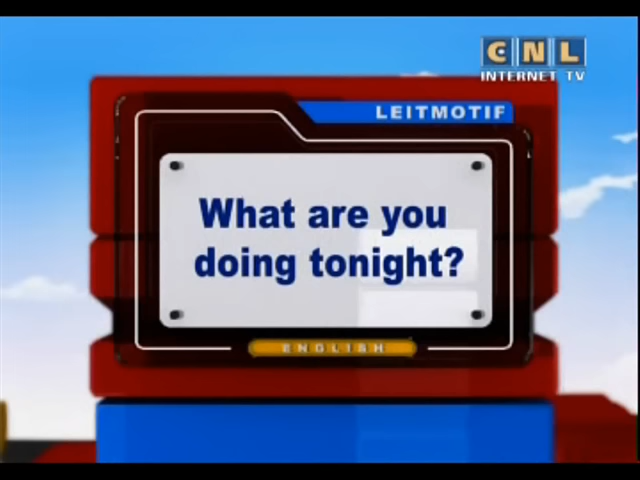 CNL
INTERNET TV
LEITMOTIF
What are you
doing tonight?
ENGLISH